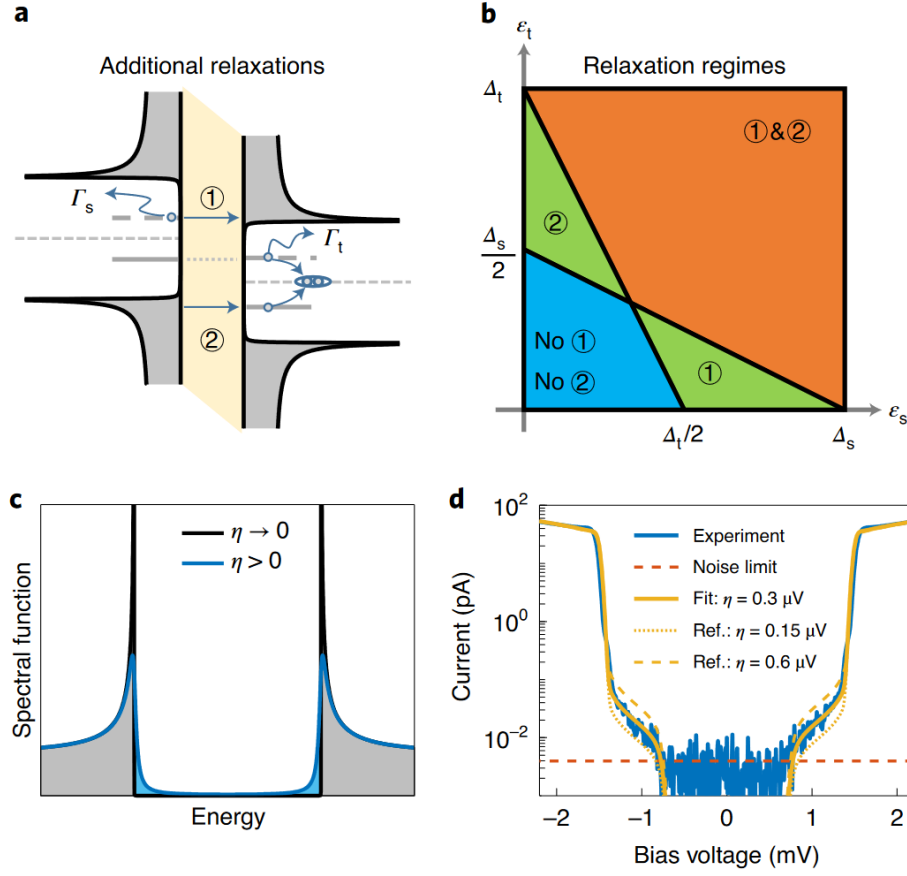 a
Additional relaxations
Γs
①
Γt
②
b
εt
Relaxation regimes
Δt
①&②
②
Δs
2
No ①
No ②
①
εs
Δt/2
Δs
c
η → 0
η > 0
Spectral function
Energy
d
10²
10⁰
10⁻²
Current (pA)
Experiment
Noise limit
Fit: η = 0.3 μV
Ref.: η = 0.15 μV
Ref.: η = 0.6 μV
−2
−1
0
1
2
Bias voltage (mV)